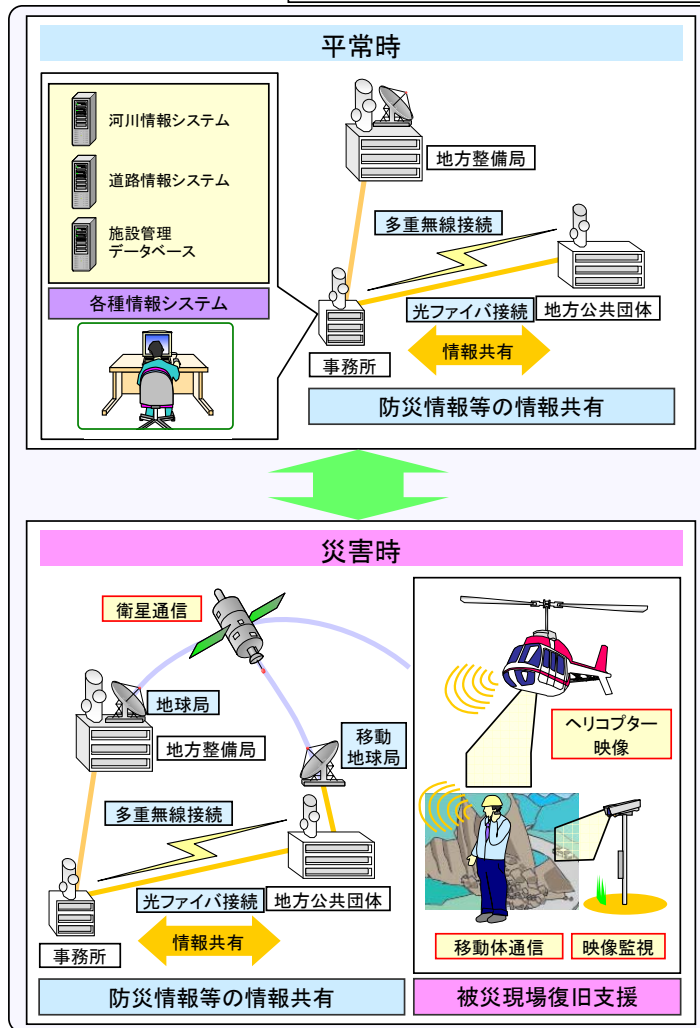 平常時
河川情報システム
道路情報システム
施設管理
データベース
各種情報システム
地方整備局
多重無線接続
光ファイバ接続
地方公共団体
情報共有
事務所
防災情報等の情報共有
災害時
衛星通信
地球局
地方整備局
移動
地球局
多重無線接続
光ファイバ接続
地方公共団体
情報共有
事務所
防災情報等の情報共有
ヘリコプター
映像
移動体通信
映像監視
被災現場復旧支援